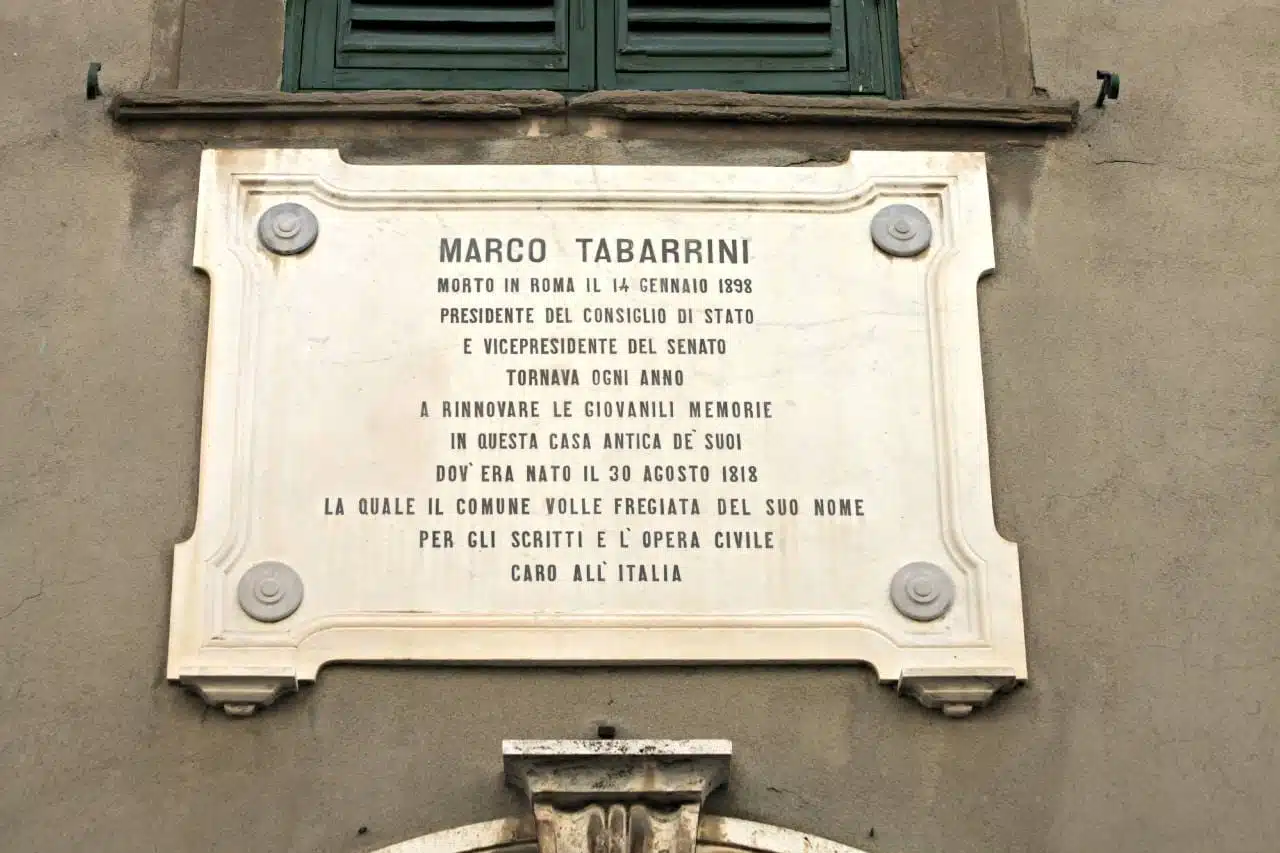 MARCO TABARRINI
MORTO IN ROMA IL 14 GENNAIO 1898
PRESIDENTE DEL CONSIGLIO DI STATO
E VICEPRESIDENTE DEL SENATO
TORNAVA OGNI ANNO
A RINNOVARE LE GIOVANILI MEMORIE
IN QUESTA CASA ANTICA DE' SUOI
DOV' ERA NATO IL 30 AGOSTO 1818
LA QUALE IL COMUNE VOLLE FREGIATA DEL SUO NOME
PER GLI SCRITTI E L' OPERA CIVILE
CARO ALL' ITALIA